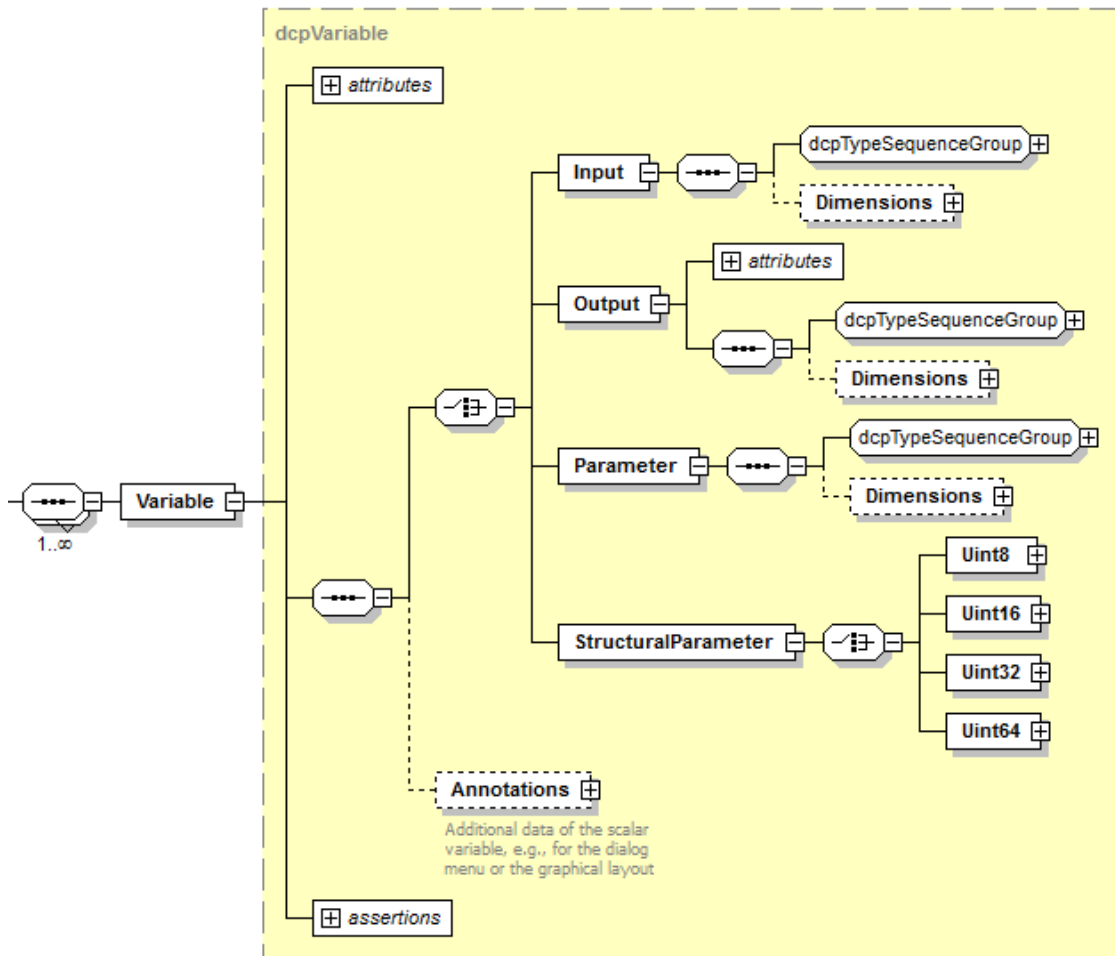 dcpVariable
attributes
dcpTypeSequenceGroup
Input
Dimensions
attributes
Output
dcpTypeSequenceGroup
Dimensions
dcpTypeSequenceGroup
Parameter
Dimensions
Variable
1..∞
Uint8
Uint16
StructuralParameter
Uint32
Uint64
Annotations
Additional data of the scalar
variable, e.g., for the dialog
menu or the graphical layout
assertions